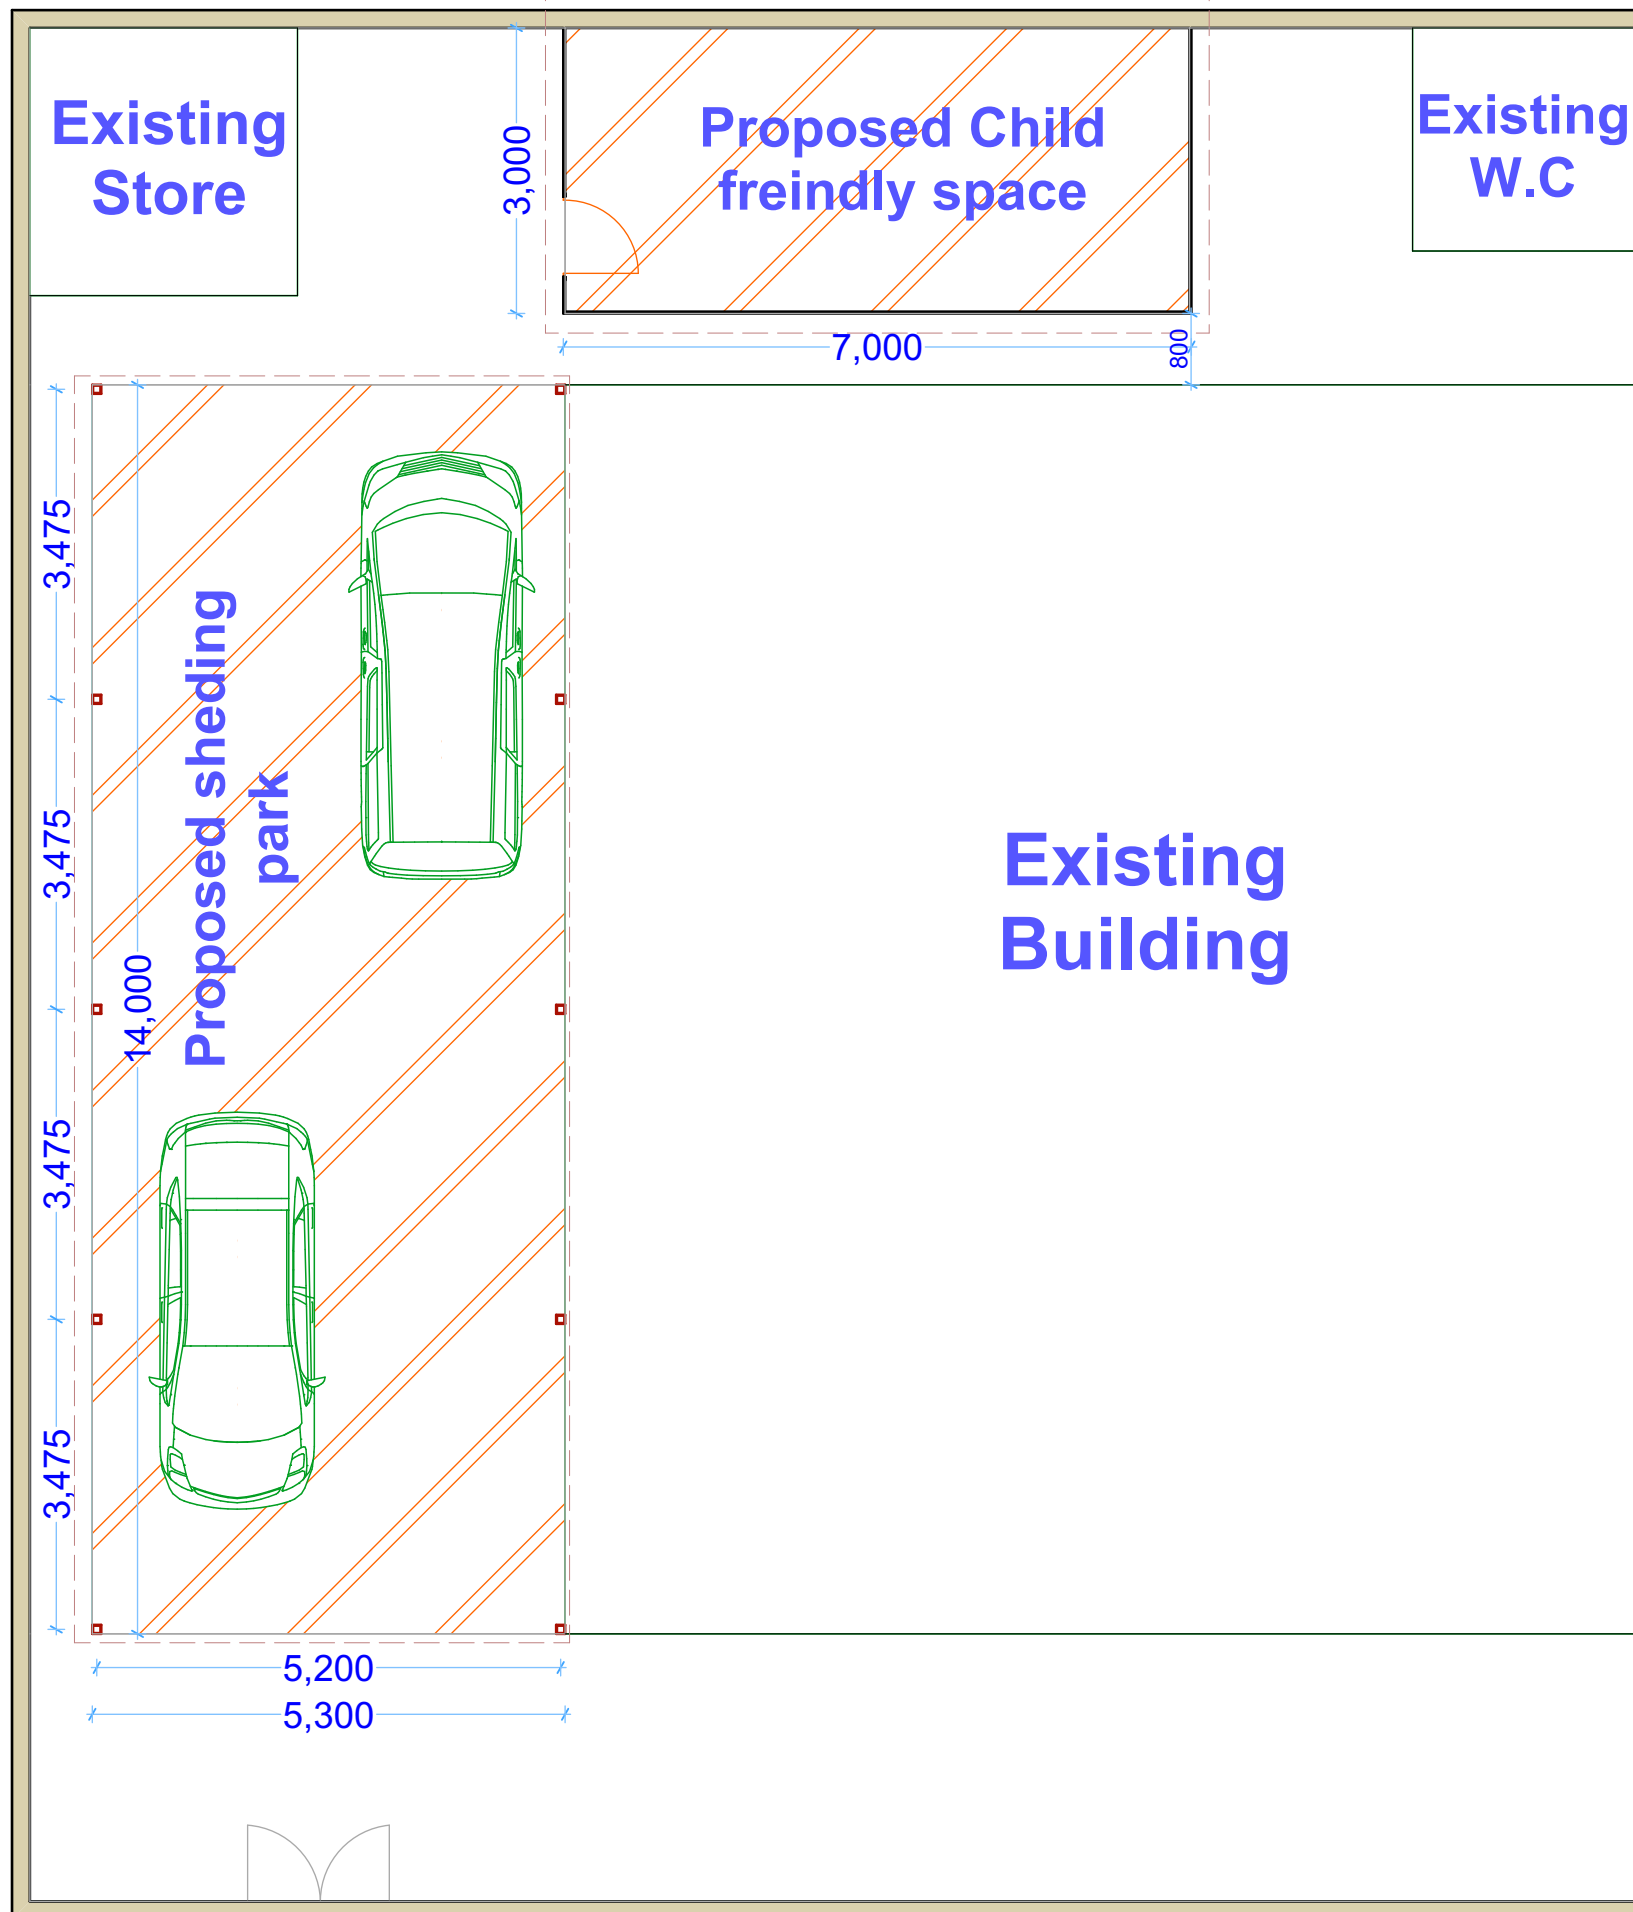 Existing
Store
3,000
Proposed Child
freindly space
Existing
W.C
7,000
800
3,475
3,475
3,475
3,475
14,000
Proposed sheding
park
Existing
Building
5,200
5,300